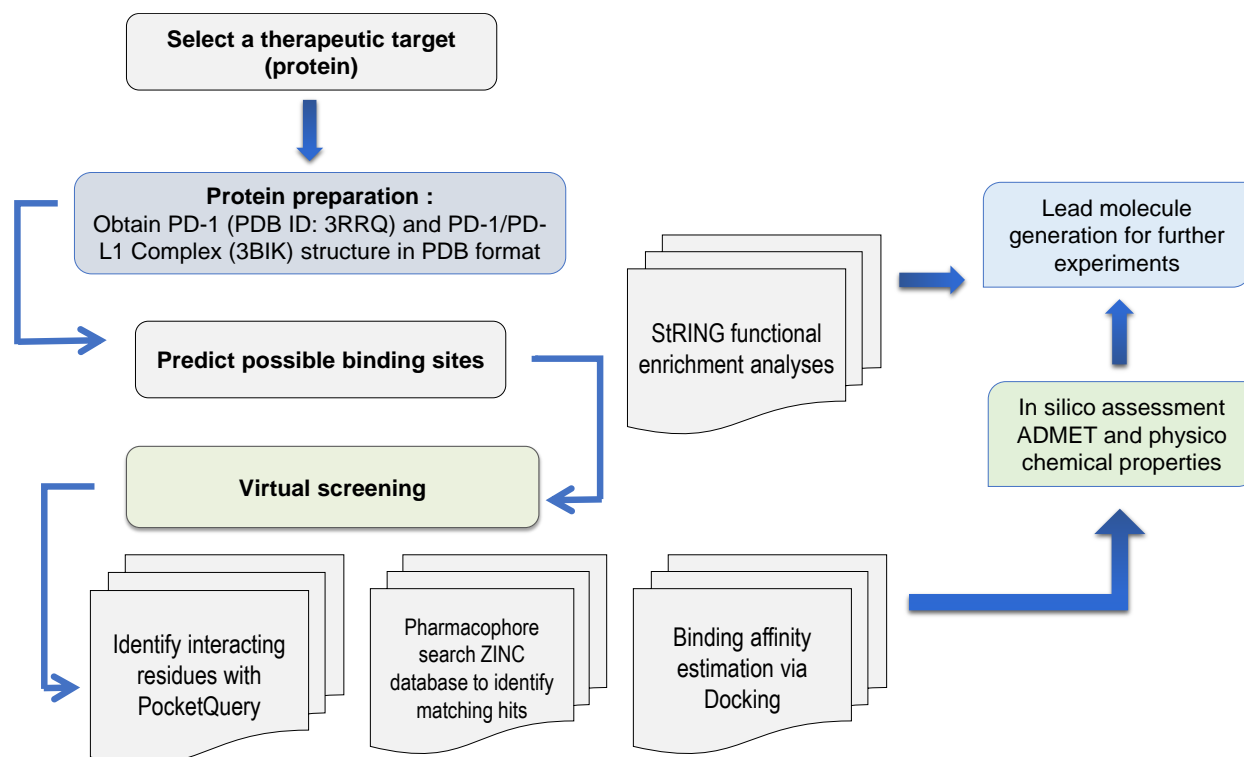 Select a therapeutic target
(protein)
Protein preparation :
Obtain PD-1 (PDB ID: 3RRQ) and PD-1/PD-
L1 Complex (3BIK) structure in PDB format
Predict possible binding sites
Virtual screening
Identify interacting
residues with
PocketQuery
Pharmacophore
search ZINC
database to identify
matching hits
Binding affinity
estimation via
Docking
StRING functional
enrichment analyses
In silico assessment
ADMET and physico
chemical properties
Lead molecule
generation for further
experiments